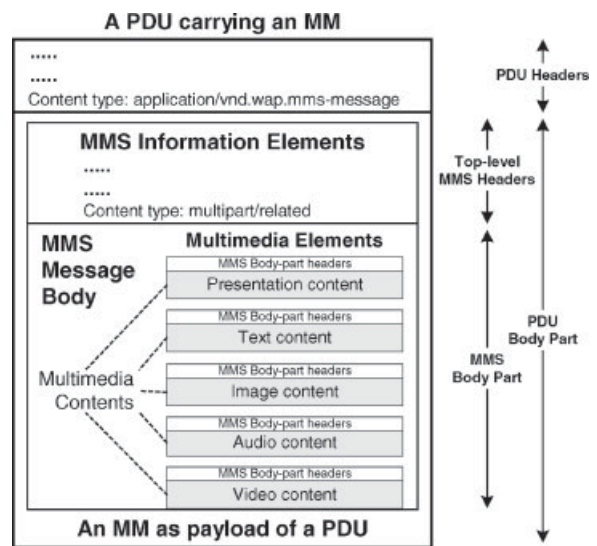 A PDU carrying an MM
.....
.....
Content type: application/vnd.wap.mms-message
PDU Headers
MMS Information Elements
.....
.....
Content type: multipart/related
Top-level
MMS Headers
MMS
Message
Body
Multimedia Elements
MMS Body-part headers
Presentation content
MMS Body-part headers
Text content
MMS Body-part headers
Image content
MMS Body-part headers
Audio content
MMS Body-part headers
Video content
Multimedia
Contents
MMS
Body Part
PDU
Body Part
An MM as payload of a PDU